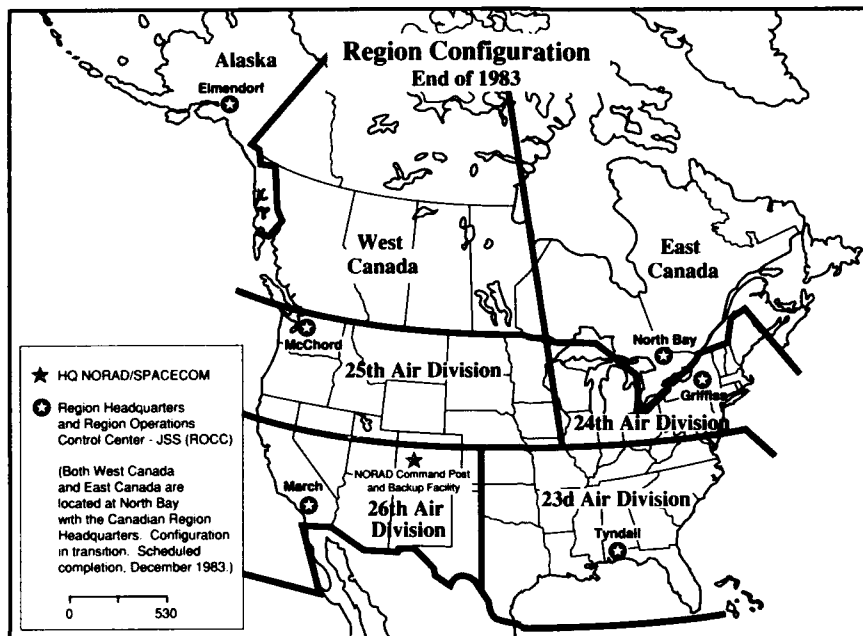 Region Configuration
End of 1983
Alaska
Elmendorf
West
Canada
East
Canada
McChord
North Bay
Griffiss
25th Air Division
24th Air Division
NORAD Command Post
and Backup Facility
March
26th Air
Division
23d Air Division
Tyndall
HQ NORAD/SPACECOM
Region Headquarters
and Region Operations
Control Center - JSS (ROCC)
(Both West Canada
and East Canada are
located at North Bay
with the Canadian Region
Headquarters. Configuration
in transition. Scheduled
completion, December 1983.)
0 530